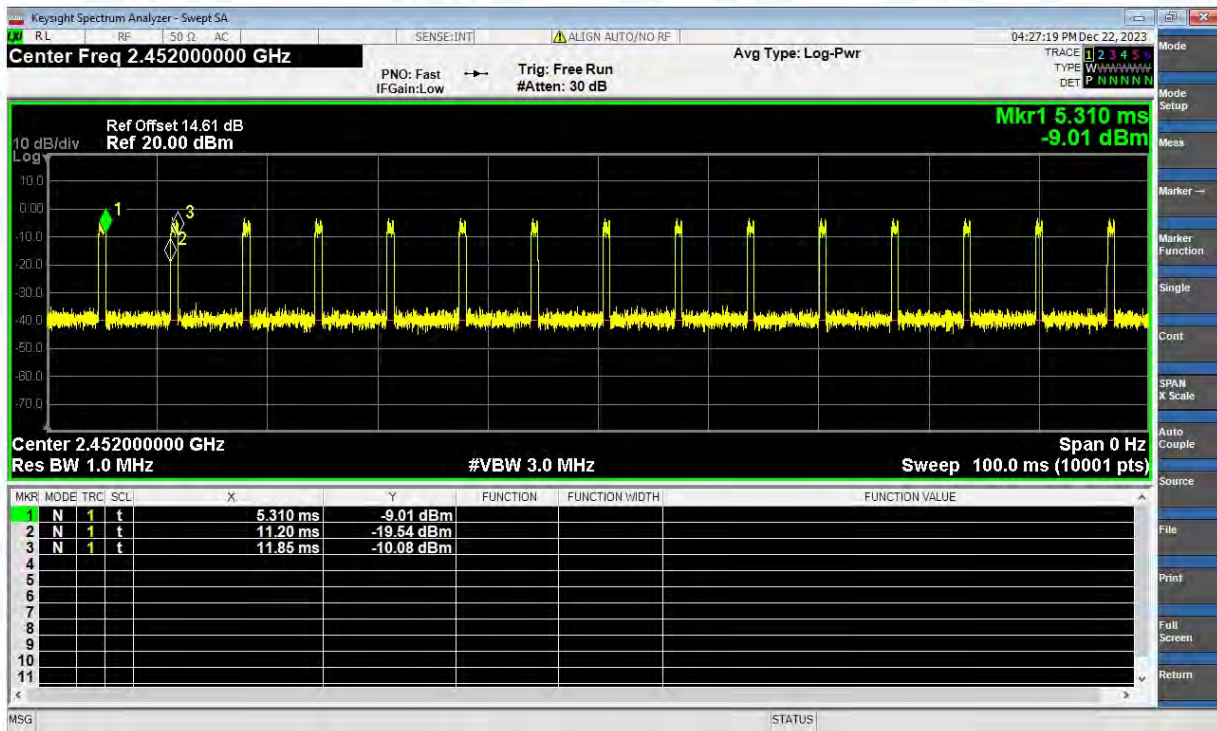 Keysight Spectrum Analyzer - Swept SA
LXI RL RF 50 Ω AC SENSE:INT ALIGN AUTO/NO RF 04:27:19 PM Dec 22, 2023
Center Freq 2.452000000 GHz
PNO: Fast
IFGain:Low
Trig: Free Run
#Atten: 30 dB
Avg Type: Log-Pwr
TRACE 1 2 3 4 5 6
TYPE WWWWWWW
DET P N N N N N
Mkr1 5.310 ms
-9.01 dBm
Ref Offset 14.61 dB
10 dB/div Ref 20.00 dBm
Log
10.0
0.00
-10.0
-20.0
-30.0
-40.0
-50.0
-60.0
-70.0
1
3
2
Center 2.452000000 GHz Span 0 Hz
Res BW 1.0 MHz #VBW 3.0 MHz Sweep 100.0 ms (10001 pts)
MKR MODE TRC SCL X Y FUNCTION FUNCTION WIDTH FUNCTION VALUE
1 N 1 t 5.310 ms -9.01 dBm
2 N 1 t 11.20 ms -19.54 dBm
3 N 1 t 11.85 ms -10.08 dBm
4
5
6
7
8
9
10
11
MSG STATUS
Mode
Mode
Setup
Meas
Marker →
Marker
Function
Single
Cont
SPAN
X Scale
Auto
Couple
Source
File
Print
Full
Screen
Return